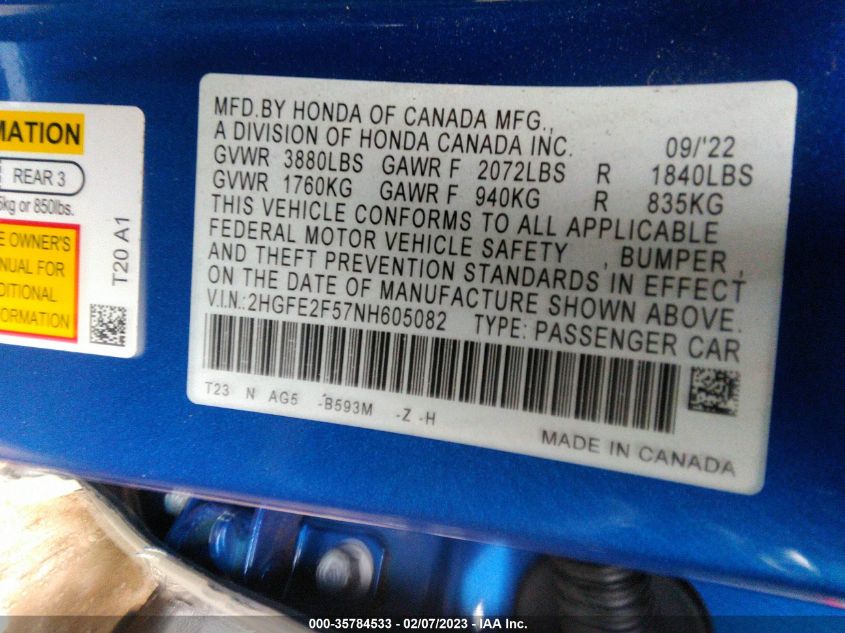 MATION
REAR 3
kg or 850lbs.
OWNER'S
FOR
T20 A1
MFD.BY HONDA OF CANADA MFG.,
A DIVISION OF HONDA CANADA INC. 09/'22
GVWR 3880LBS GAWR F 2072LBS R 1840LBS
GVWR 1760KG GAWR F 940KG R 835KG
THIS VEHICLE CONFORMS TO ALL APPLICABLE
FEDERAL MOTOR VEHICLE SAFETY , BUMPER ,
AND THEFT PREVENTION STANDARDS IN EFFECT
ON THE DATE OF MANUFACTURE SHOWN ABOVE.
V.I.N.:2HGFE2F57NH605082 TYPE: PASSENGER CAR
T23 N AG5 -B593M -Z -H
MADE IN CANADA
000-35784533 - 02/07/2023 - IAA Inc.